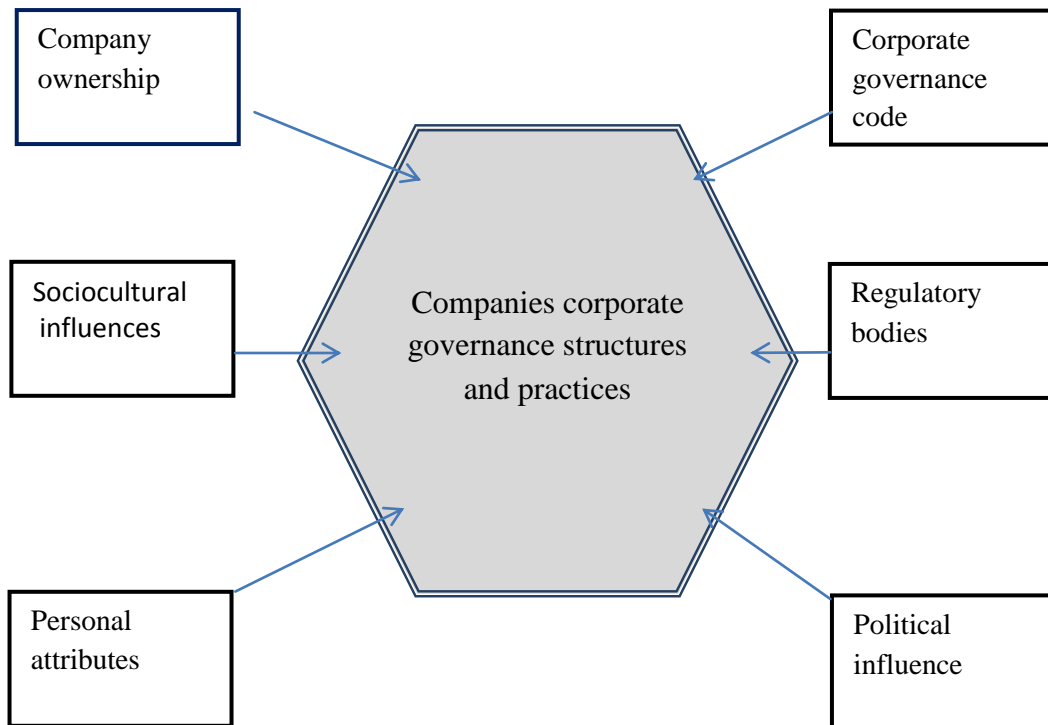 Company
ownership
Corporate
governance
code
Sociocultural
influences
Companies corporate
governance structures
and practices
Regulatory
bodies
Personal
attributes
Political
influence